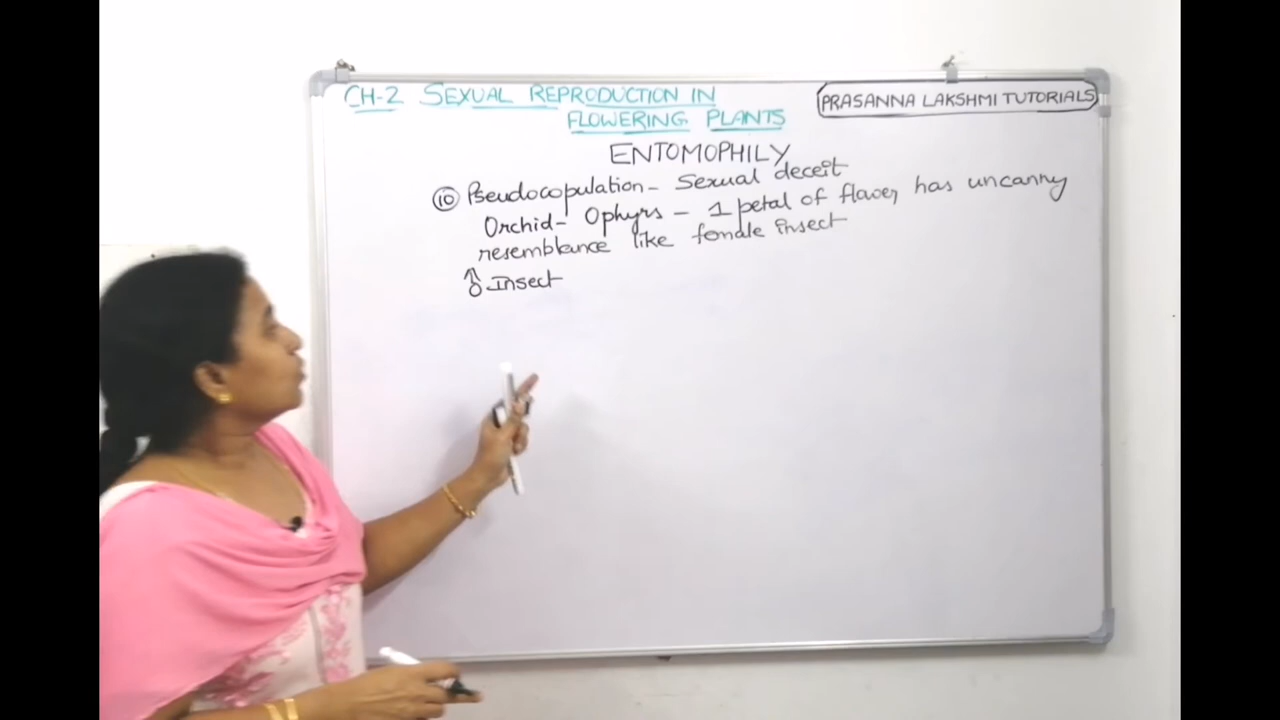 CH-2 SEXUAL REPRODUCTION IN
FLOWERING PLANTS
PRASANNA LAKSHMI TUTORIALS
ENTOMOPHILY
⑩ Pseudocopulation - Sexual deceit
Orchid - Ophyrs - 1 petal of flower has uncanny
resemblance like female insect
♂ Insect